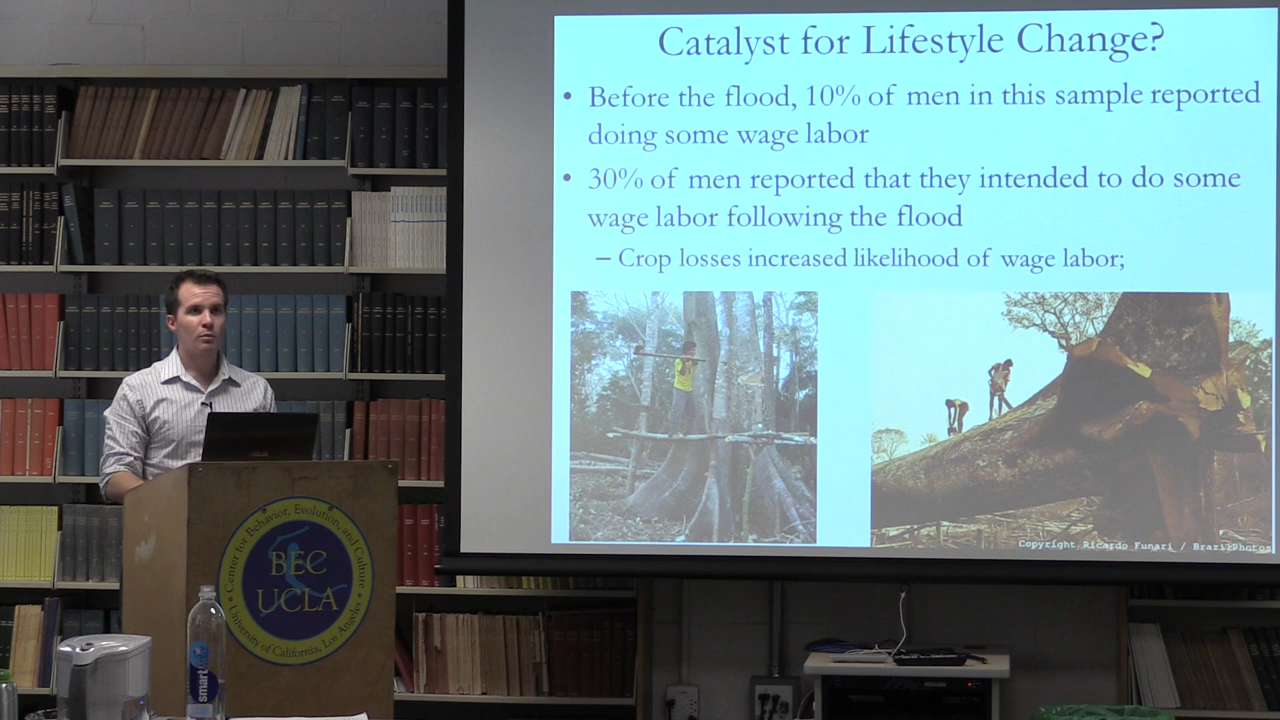 Catalyst for Lifestyle Change?
• Before the flood, 10% of men in this sample reported
doing some wage labor
• 30% of men reported that they intended to do some
wage labor following the flood
– Crop losses increased likelihood of wage labor;
Copyright Ricardo Funari / BrazilPhotos
Center for Behavior, Evolution, and Culture
BEC
UCLA
• University of California, Los Angeles •
smart